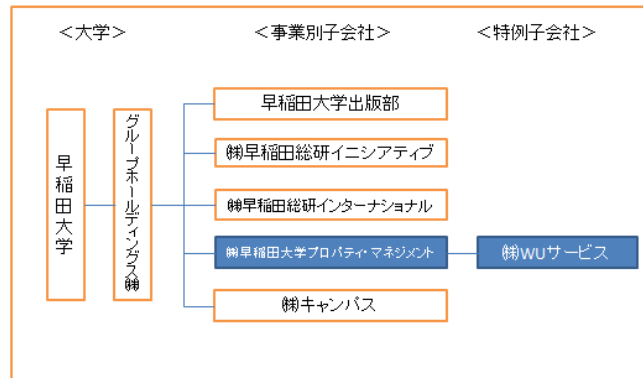 ＜大学＞
＜事業別子会社＞
＜特例子会社＞
早稲田大学
グループホールディングス㈱
早稲田大学出版部
㈱早稲田総研イニシアティブ
㈱早稲田総研インターナショナル
㈱早稲田大学プロパティ・マネジメント
㈱WUサービス
㈱キャンパス